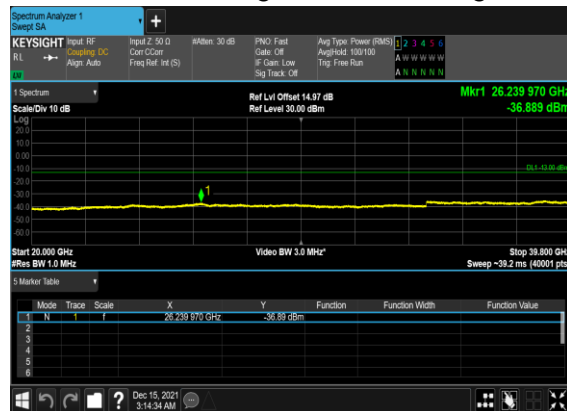 Spectrum Analyzer 1
Swept SA
KEYSIGHT Input: RF Input Z: 50 Ω #Atten: 30 dB PNO: Fast Avg Type: Power (RMS) 1 2 3 4 5 6
RL Coupling: DC Corr CCorr Gate: Off Avg|Hold: 100/100 A W W W W W
Align: Auto Freq Ref: Int (S) IF Gain: Low Trig: Free Run
Sig Track: Off A N N N N N
1 Spectrum Ref Lvl Offset 14.97 dB Mkr1 26.239 970 GHz
Scale/Div 10 dB Ref Level 30.00 dBm -36.889 dBm
Log
20.0
10.0
0.00
-10.0 DL1 -13.00 dBm
-20.0
-30.0 1
-40.0
-50.0
-60.0
Start 20.000 GHz Video BW 3.0 MHz* Stop 39.800 GHz
#Res BW 1.0 MHz Sweep ~39.2 ms (40001 pts)
5 Marker Table
Mode Trace Scale X Y Function Function Width Function Value
1 N 1 f 26.239 970 GHz -36.89 dBm
2
3
4
5
6
? Dec 15, 2021
3:14:34 AM